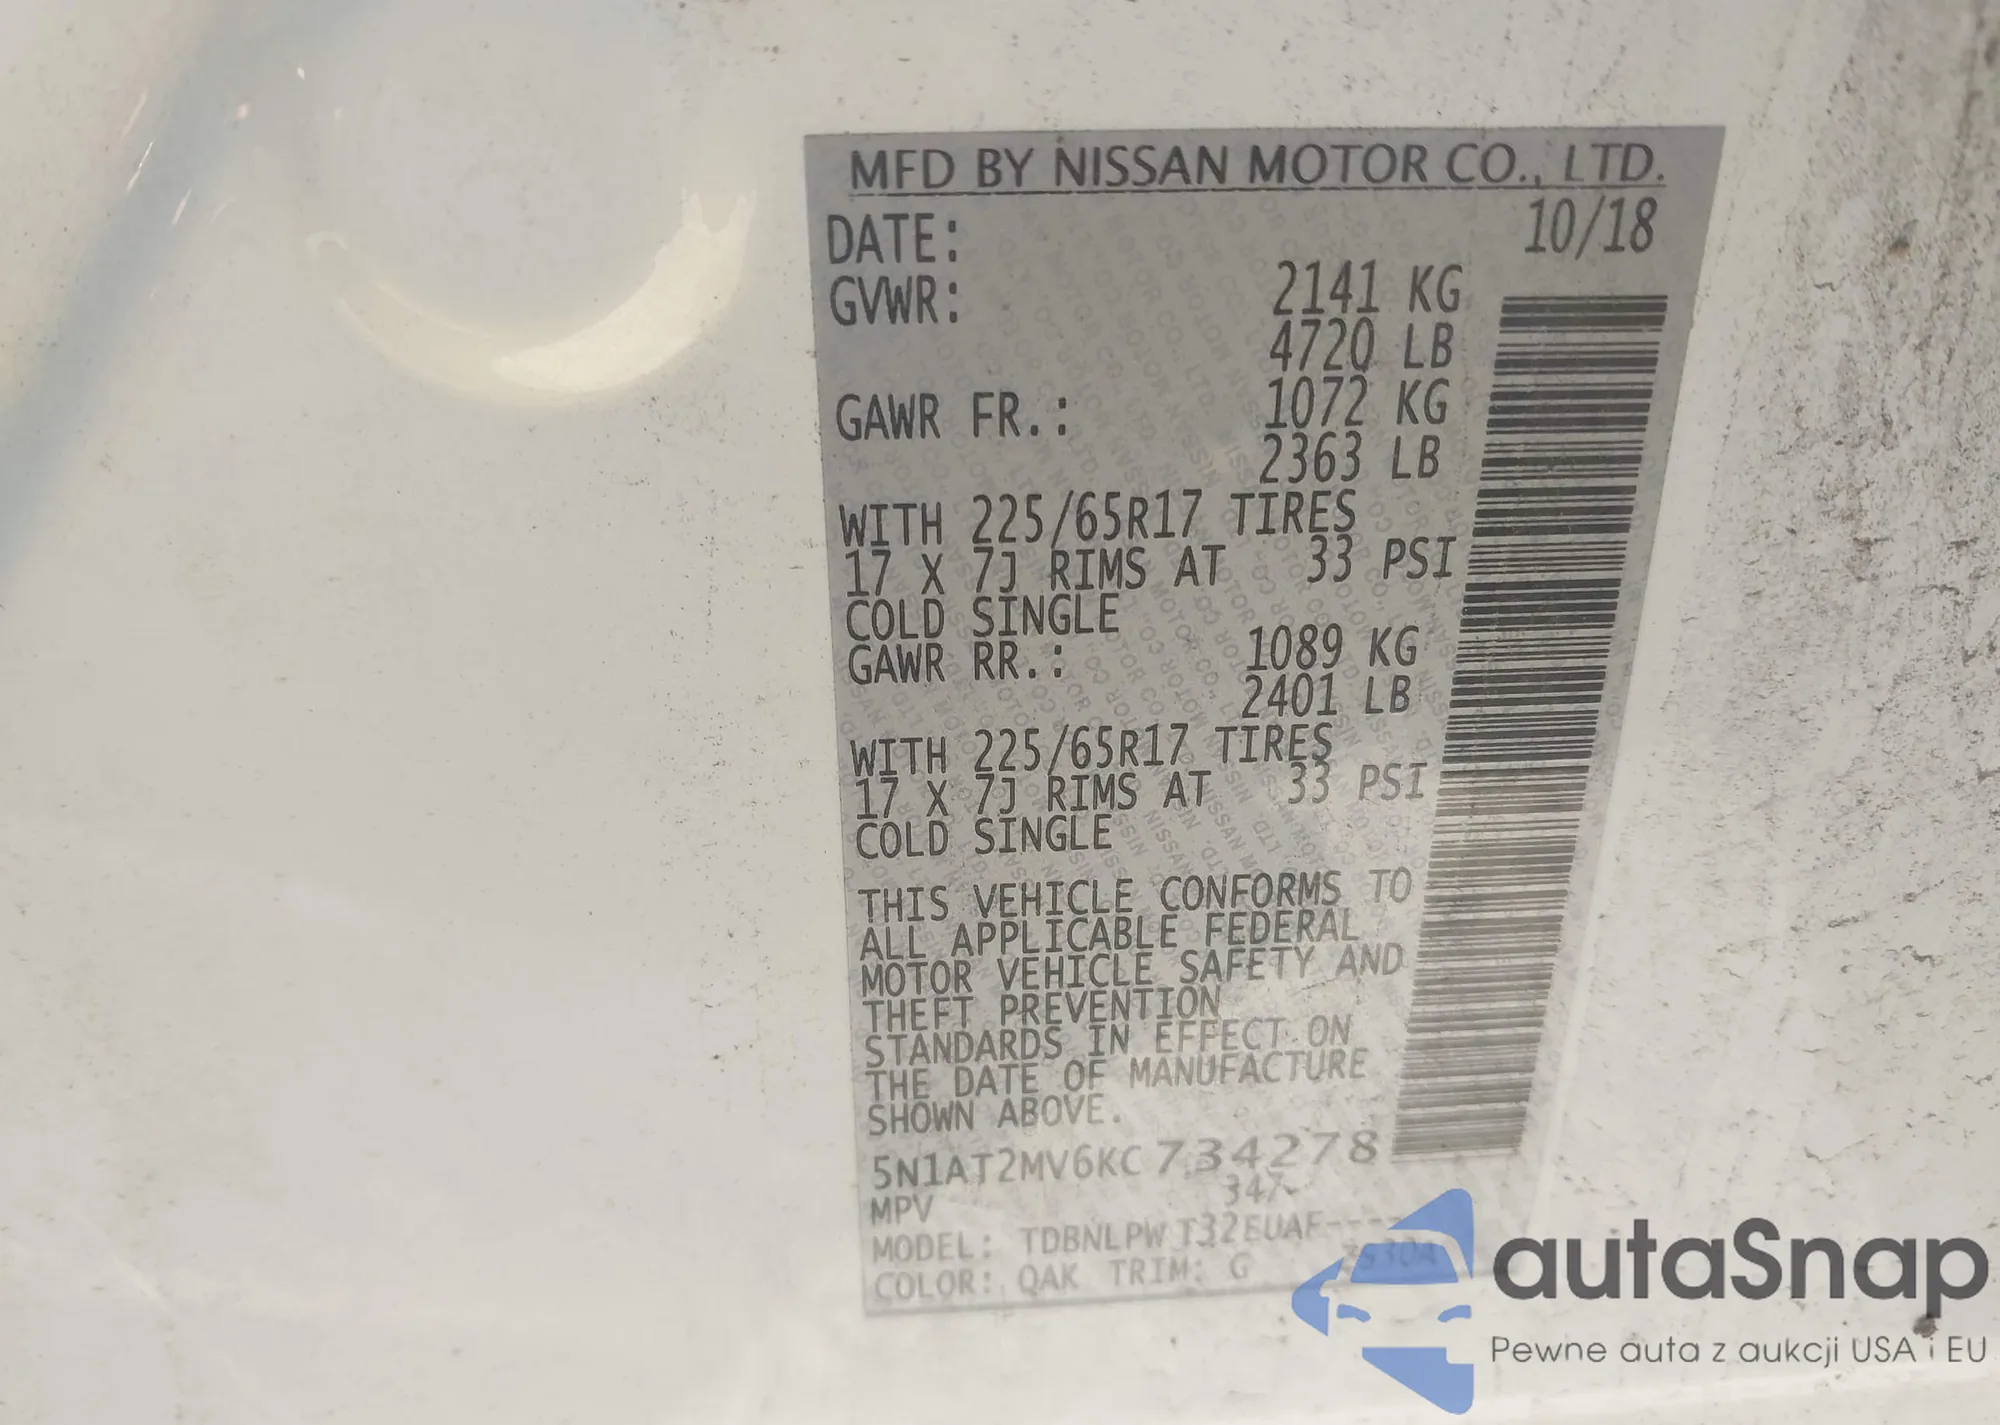 MFD BY NISSAN MOTOR CO., LTD.
DATE: 10/18
GVWR: 2141 KG
4720 LB
GAWR FR.: 1072 KG
2363 LB
WITH 225/65R17 TIRES
17 X 7J RIMS AT 33 PSI
COLD SINGLE
GAWR RR.: 1089 KG
2401 LB
WITH 225/65R17 TIRES
17 X 7J RIMS AT 33 PSI
COLD SINGLE
THIS VEHICLE CONFORMS TO
ALL APPLICABLE FEDERAL
MOTOR VEHICLE SAFETY AND
THEFT PREVENTION
STANDARDS IN EFFECT ON
THE DATE OF MANUFACTURE
SHOWN ABOVE.
5N1AT2MV6KC734278
MPV 347-
MODEL: TDBNLPW T32EUAF----
COLOR: QAK TRIM: G
autaSnap
Pewne auta z aukcji USA i EU